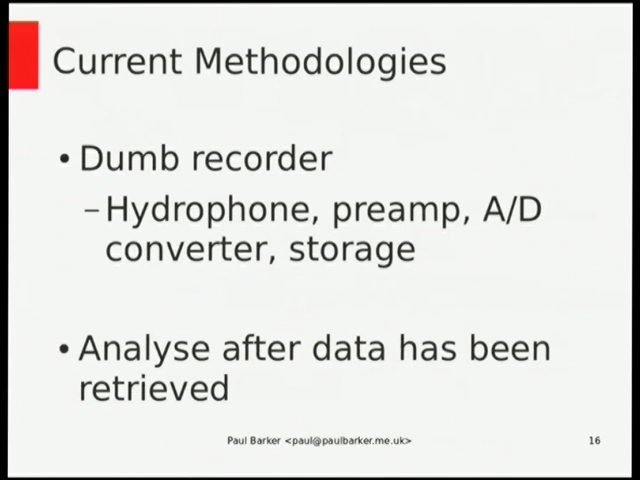 Current Methodologies
• Dumb recorder
–Hydrophone, preamp, A/D
converter, storage
• Analyse after data has been
retrieved
Paul Barker <paul@paulbarker.me.uk>
16